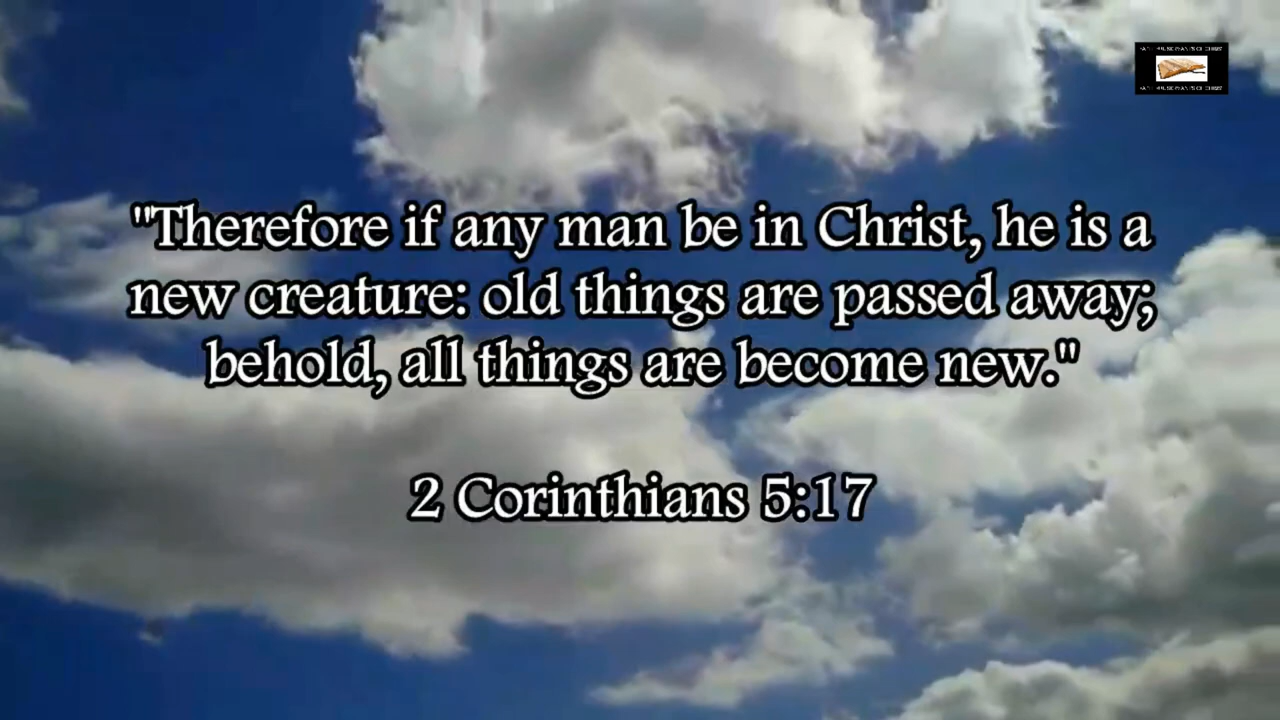 "Therefore if any man be in Christ, he is a
new creature: old things are passed away;
behold, all things are become new."
2 Corinthians 5:17